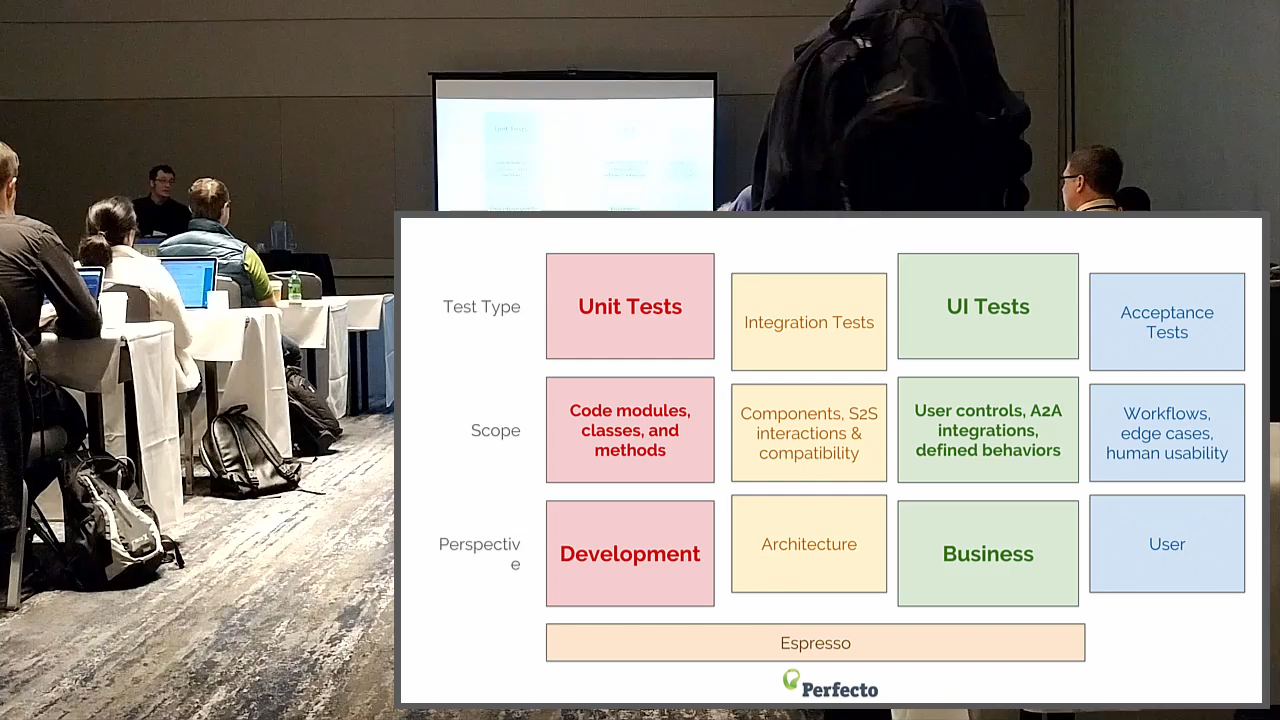 Test Type
Unit Tests
Integration Tests
UI Tests
Acceptance
Tests
Scope
Code modules,
classes, and
methods
Components, S2S
interactions &
compatibility
User controls, A2A
integrations,
defined behaviors
Workflows,
edge cases,
human usability
Perspectiv
e
Development
Architecture
Business
User
Espresso
Perfecto